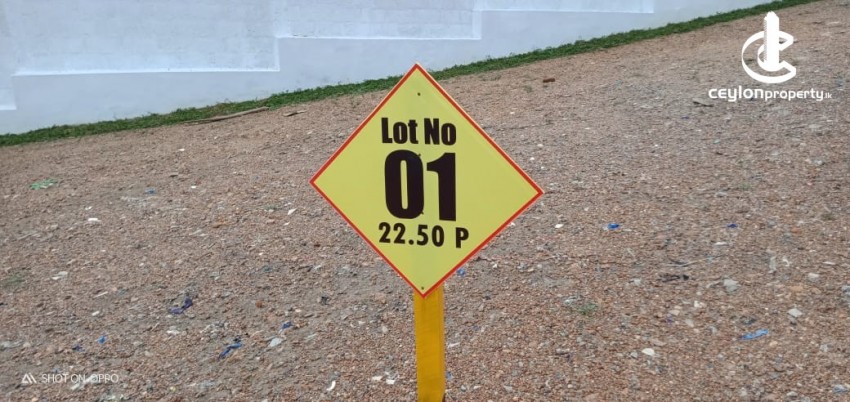 ceylonproperty.lk
Lot No
01
22.50 P
SHOT ON OPPO